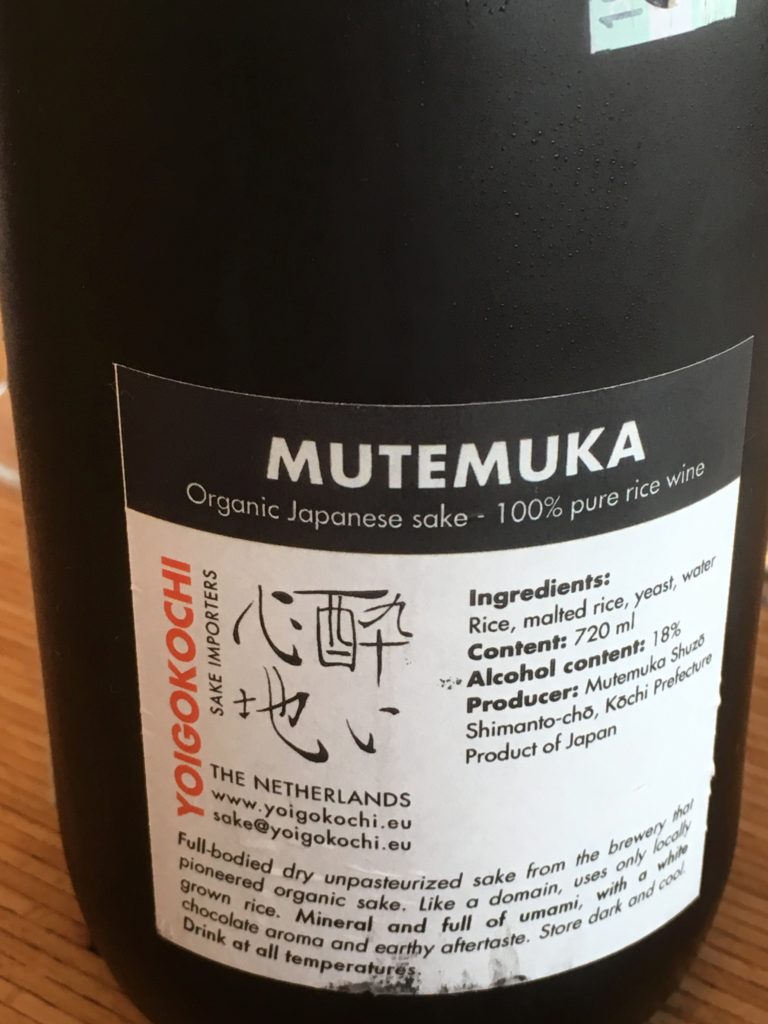 MUTEMUKA
Organic Japanese sake - 100% pure rice wine
YOIGOKOCHI
SAKE IMPORTERS
酔い
心地
THE NETHERLANDS
www.yoigokochi.eu
sake@yoigokochi.eu
Ingredients:
Rice, malted rice, yeast, water
Content: 720 ml
Alcohol content: 18%
Producer: Mutemuka Shuzō
Shimanto-chō, Kōchi Prefecture
Product of Japan
Full-bodied dry unpasteurized sake from the brewery that
pioneered organic sake. Like a domain, uses only locally
grown rice. Mineral and full of umami, with a white
chocolate aroma and earthy aftertaste. Store dark and cool.
Drink at all temperatures.